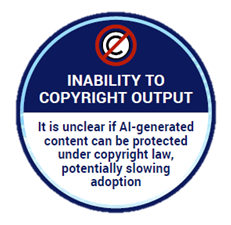 INABILITY TO
COPYRIGHT OUTPUT
It is unclear if AI-generated
content can be protected
under copyright law,
potentially slowing
adoption